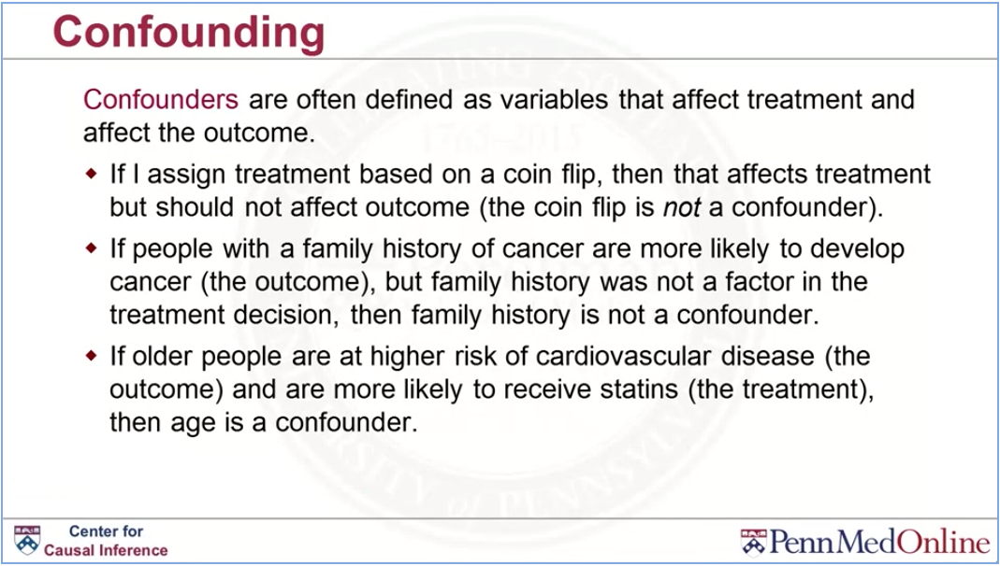 Confounding
Confounders are often defined as variables that affect treatment and
affect the outcome.
If I assign treatment based on a coin flip, then that affects treatment
but should not affect outcome (the coin flip is not a confounder).
If people with a family history of cancer are more likely to develop
cancer (the outcome), but family history was not a factor in the
treatment decision, then family history is not a confounder.
If older people are at higher risk of cardiovascular disease (the
outcome) and are more likely to receive statins (the treatment),
then age is a confounder.
Center for
Causal Inference
PennMedOnline